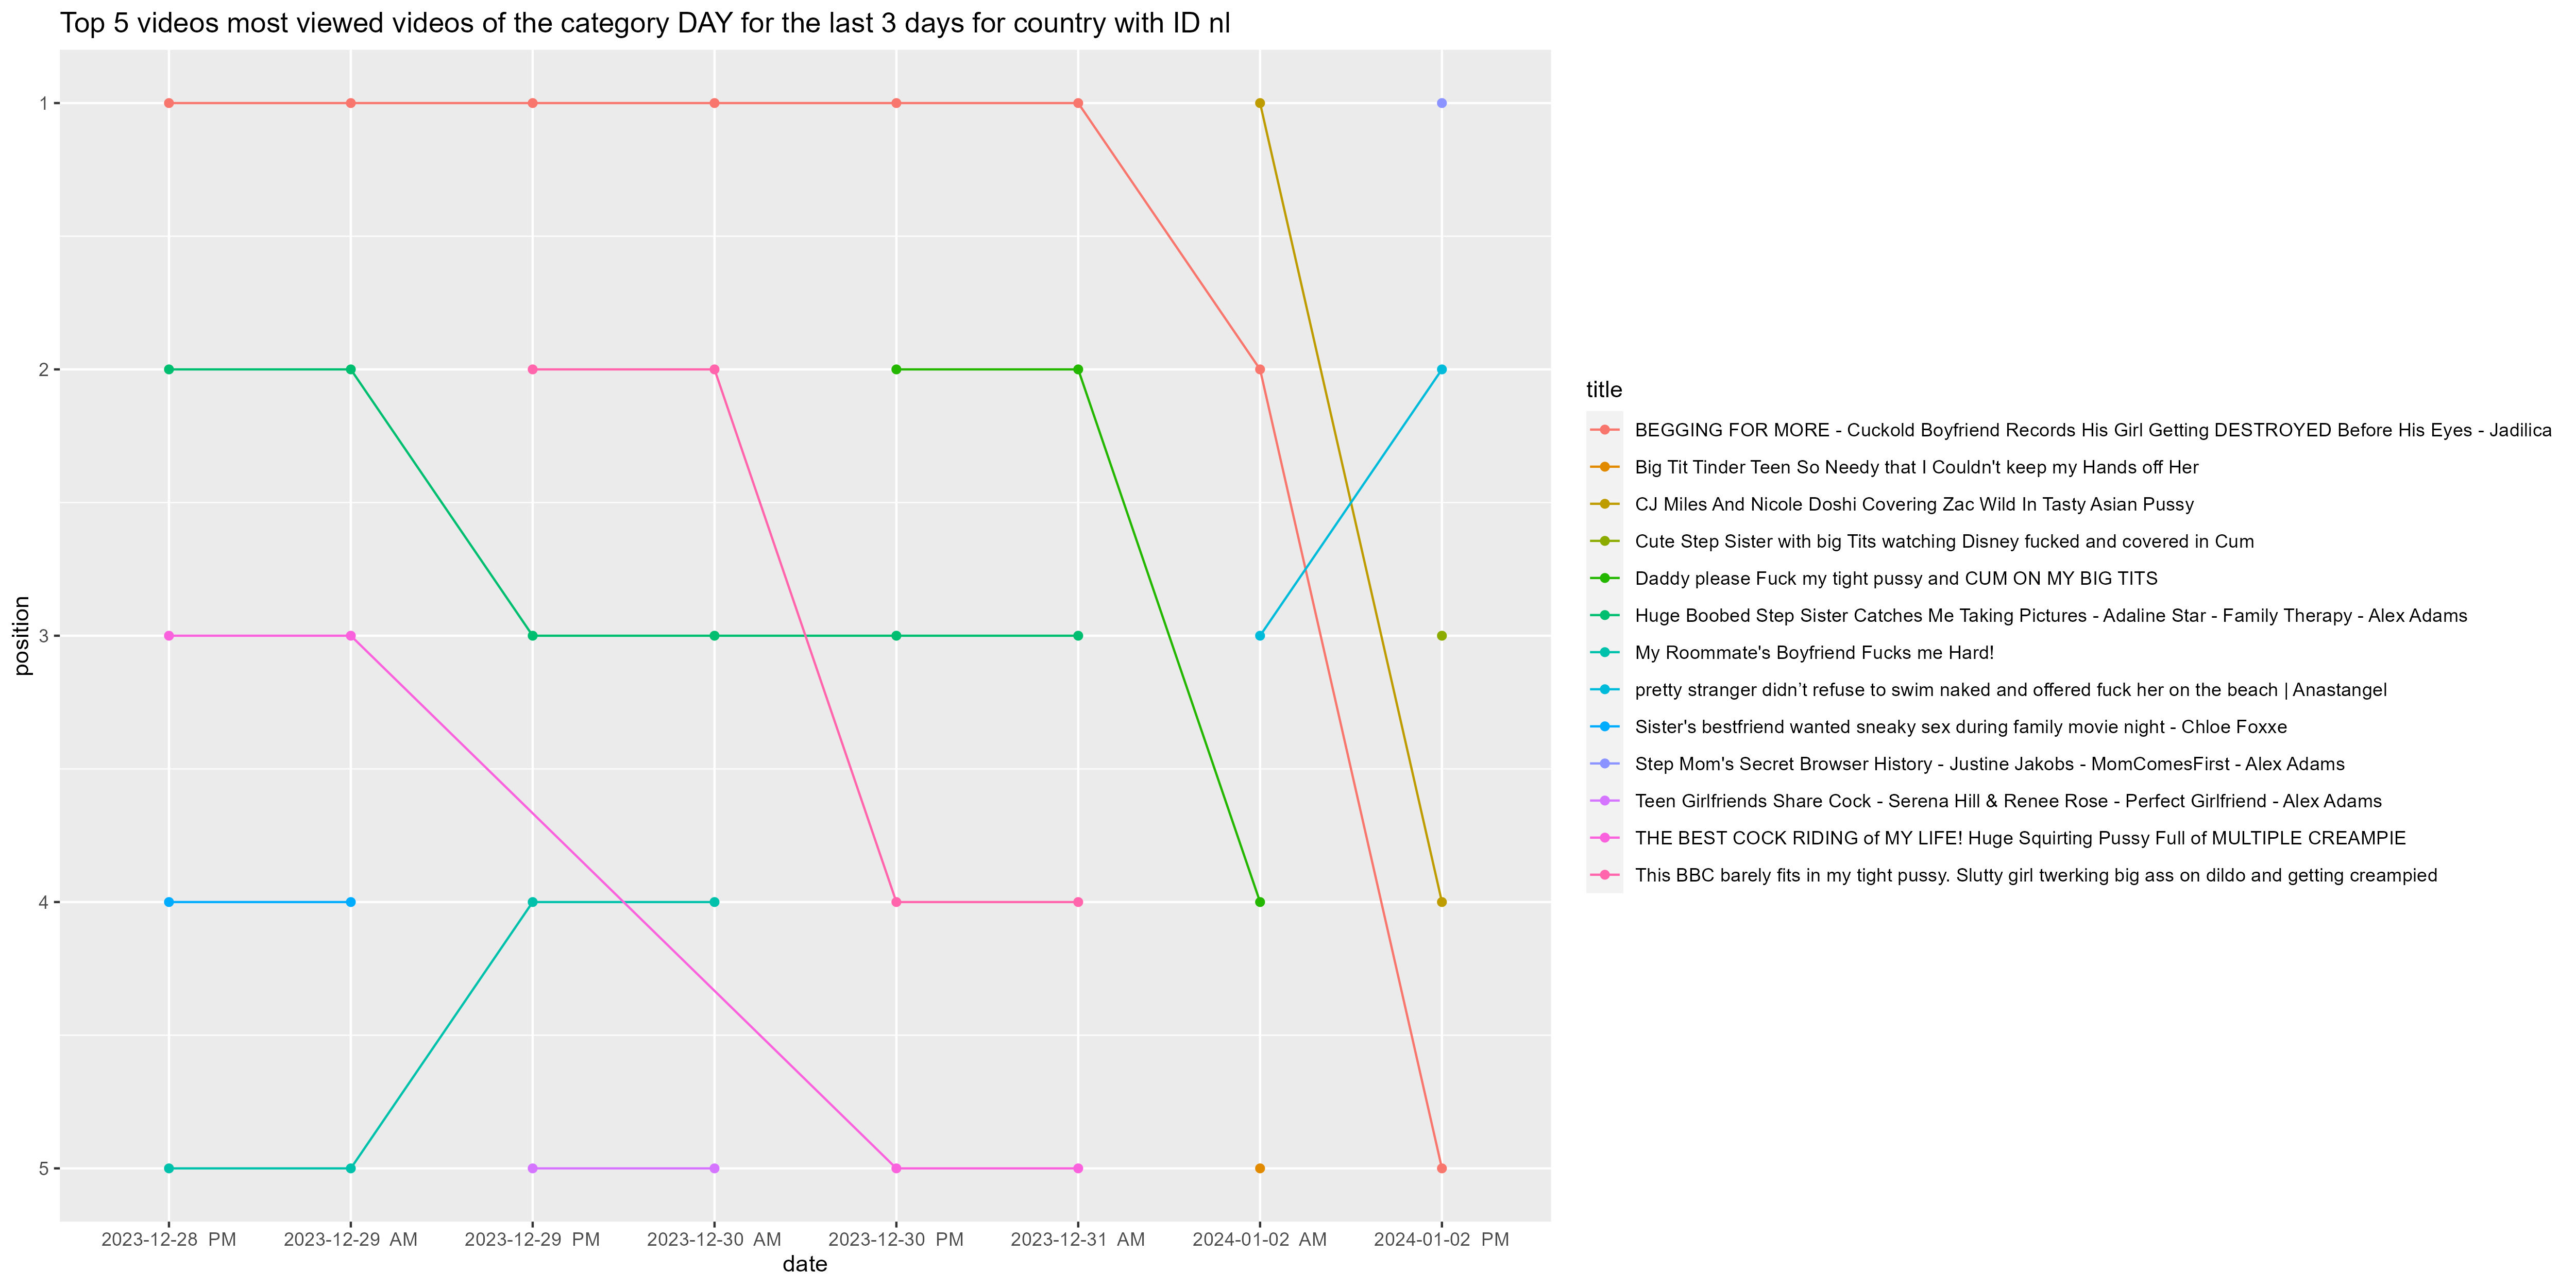 Top 5 videos most viewed videos of the category DAY for the last 3 days for country with ID nl
position
1
2
3
4
5
2023-12-28 PM
2023-12-29 AM
2023-12-29 PM
2023-12-30 AM
2023-12-30 PM
2023-12-31 AM
2024-01-02 AM
2024-01-02 PM
date
title
BEGGING FOR MORE - Cuckold Boyfriend Records His Girl Getting DESTROYED Before His Eyes - Jadilica
Big Tit Tinder Teen So Needy that I Couldn't keep my Hands off Her
CJ Miles And Nicole Doshi Covering Zac Wild In Tasty Asian Pussy
Cute Step Sister with big Tits watching Disney fucked and covered in Cum
Daddy please Fuck my tight pussy and CUM ON MY BIG TITS
Huge Boobed Step Sister Catches Me Taking Pictures - Adaline Star - Family Therapy - Alex Adams
My Roommate's Boyfriend Fucks me Hard!
pretty stranger didn’t refuse to swim naked and offered fuck her on the beach | Anastangel
Sister's bestfriend wanted sneaky sex during family movie night - Chloe Foxxe
Step Mom's Secret Browser History - Justine Jakobs - MomComesFirst - Alex Adams
Teen Girlfriends Share Cock - Serena Hill & Renee Rose - Perfect Girlfriend - Alex Adams
THE BEST COCK RIDING of MY LIFE! Huge Squirting Pussy Full of MULTIPLE CREAMPIE
This BBC barely fits in my tight pussy. Slutty girl twerking big ass on dildo and getting creampied